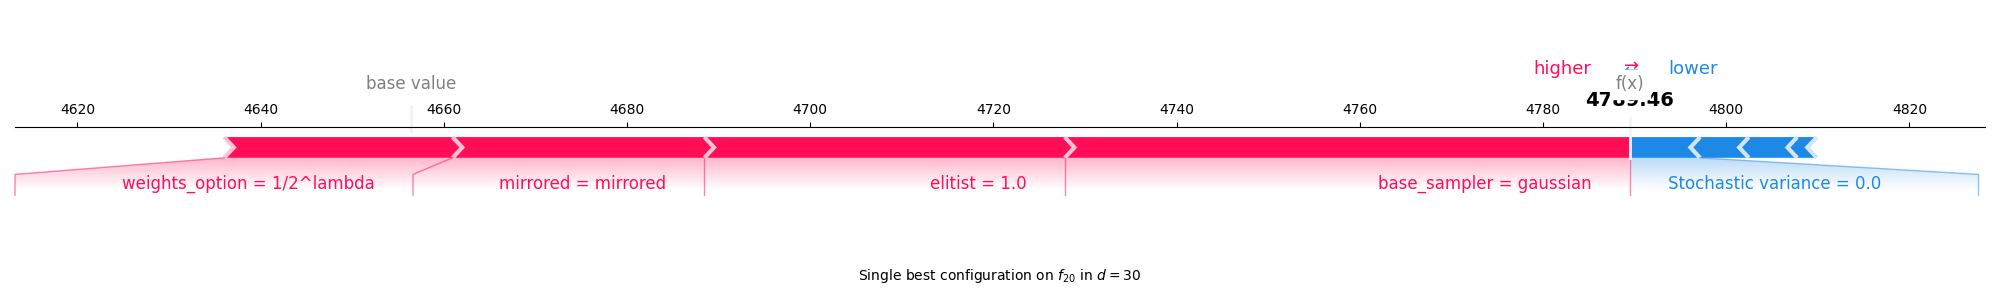 higher ⇄ lower
base value f(x)
4789.46
4620 4640 4660 4680 4700 4720 4740 4760 4780 4800 4820
weights_option = 1/2^lambda mirrored = mirrored elitist = 1.0 base_sampler = gaussian Stochastic variance = 0.0
Single best configuration on f₂₀ in d = 30